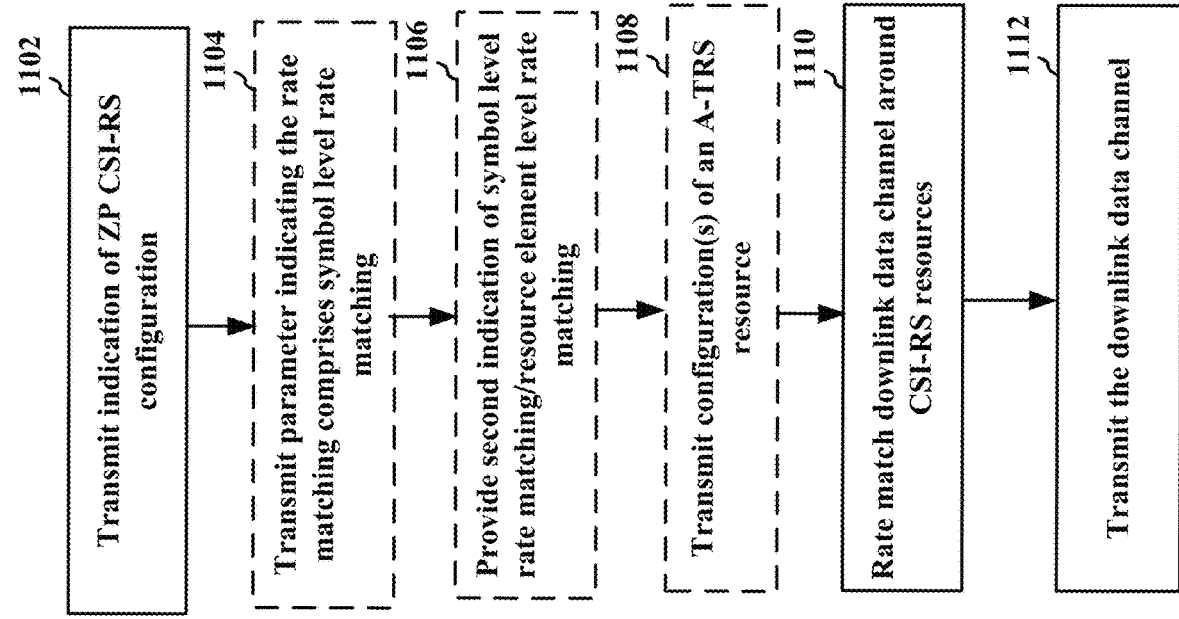 1102
Transmit indication of ZP CSI-RS
configuration
1104
Transmit parameter indicating the rate
matching comprises symbol level rate
matching
1106
Provide second indication of symbol level
rate matching/resource element level rate
matching
1108
Transmit configuration(s) of an A-TRS
resource
1110
Rate match downlink data channel around
CSI-RS resources
1112
Transmit the downlink data channel